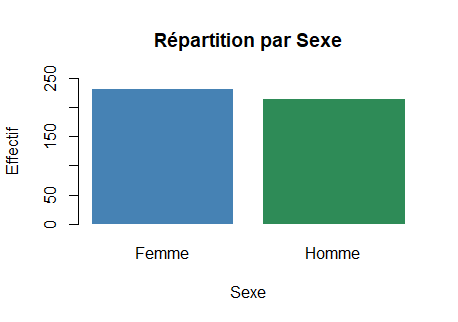 Répartition par Sexe
Effectif
250
150
50
0
Femme
Homme
Sexe